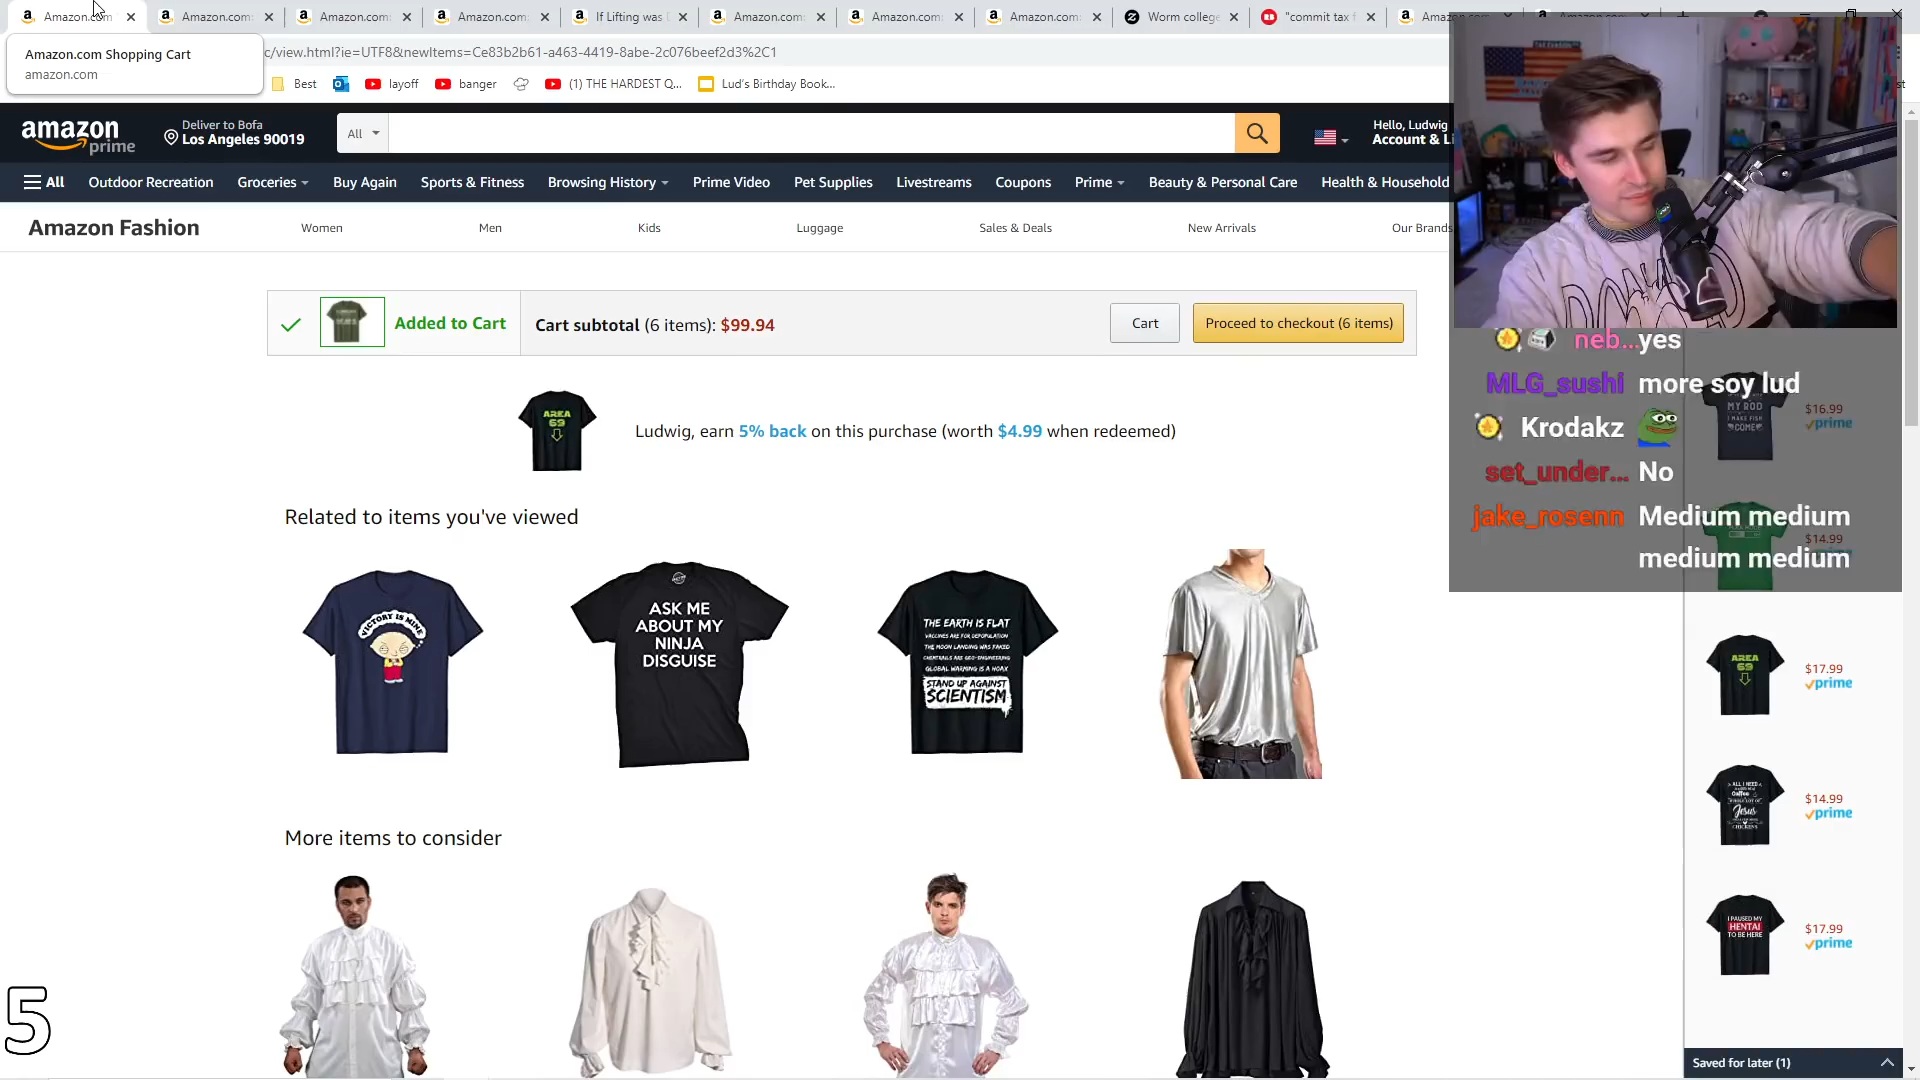 Amazon.com
Amazon.com:
Amazon.com:
Amazon.com:
If Lifting was
Amazon.com:
Amazon.com:
Amazon.com:
Worm college
"commit tax f
Amazon.com Shopping Cart
amazon.com
c/view.html?ie=UTF8&newItems=Ce83b2b61-a463-4419-8abe-2c076beef2d3%2C1
Best
layoff
banger
(1) THE HARDEST Q...
Lud's Birthday Book...
amazon
prime
Deliver to Bofa
Los Angeles 90019
All
Hello, Ludwig
Account & Li
All
Outdoor Recreation
Groceries
Buy Again
Sports & Fitness
Browsing History
Prime Video
Pet Supplies
Livestreams
Coupons
Prime
Beauty & Personal Care
Health & Household
Amazon Fashion
Women
Men
Kids
Luggage
Sales & Deals
New Arrivals
Our Brands
Added to Cart
Cart subtotal (6 items): $99.94
Cart
Proceed to checkout (6 items)
AREA
69
Ludwig, earn 5% back on this purchase (worth $4.99 when redeemed)
neb... yes
MLG_sushi more soy lud
Krodakz
set_under... No
jake_rosenn Medium medium
medium medium
MY ROD
I MAKE FISH
COME
$16.99
prime
$14.99
Related to items you've viewed
VICTORY IS MINE
ASK ME
ABOUT MY
NINJA
DISGUISE
THE EARTH IS FLAT
VACCINES ARE FOR DEPOPULATION
THE MOON LANDING WAS FAKED
CHEMTRAILS ARE GEO-ENGINEERING
GLOBAL WARMING IS A HOAX
STAND UP AGAINST
SCIENTISM
AREA
69
$17.99
prime
ALL I NEED
Coffee
Jesus
CHICKENS
$14.99
prime
I PAUSED MY
HENTAI
TO BE HERE
$17.99
prime
More items to consider
5
Saved for later (1)